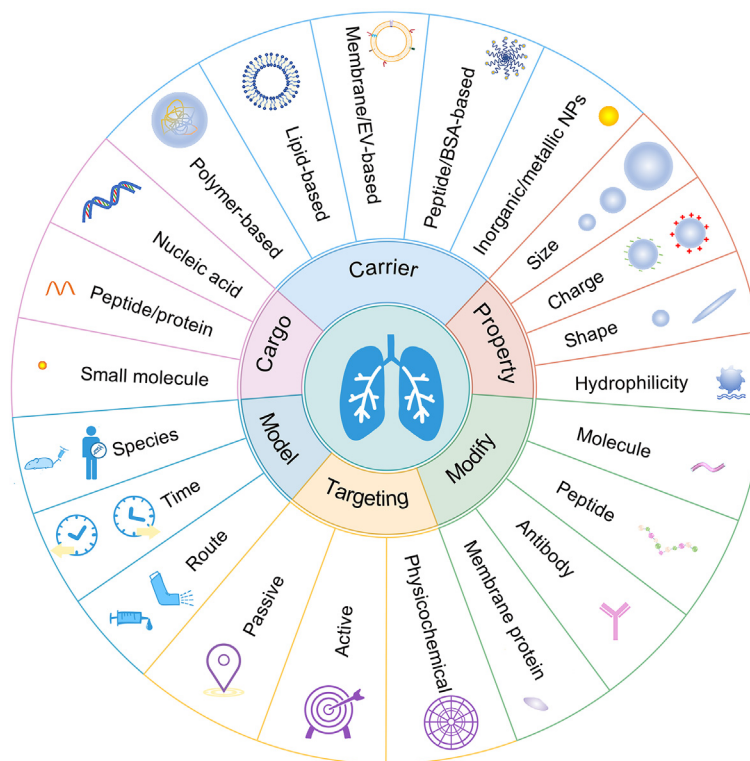 Carrier
Polymer-based
Lipid-based
Membrane/EV-based
Peptide/BSA-based
Inorganic/metallic NPs
Property
Size
Charge
Shape
Hydrophilicity
Modify
Molecule
Peptide
Antibody
Membrane protein
Targeting
Physicochemical
Active
Passive
Model
Route
Time
Species
Cargo
Small molecule
Peptide/protein
Nucleic acid